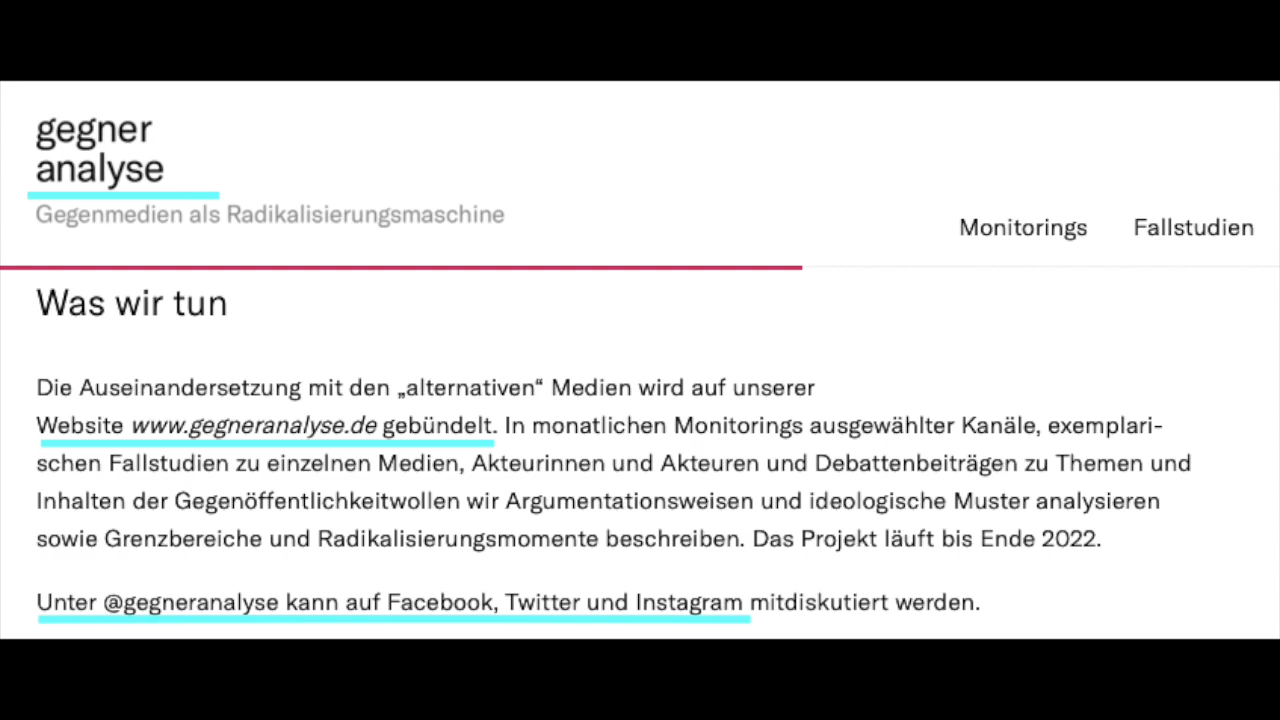 gegner
analyse
Gegenmedien als Radikalisierungsmaschine
Monitorings Fallstudien
Was wir tun
Die Auseinandersetzung mit den „alternativen“ Medien wird auf unserer
Website www.gegneranalyse.de gebündelt. In monatlichen Monitorings ausgewählter Kanäle, exemplari-
schen Fallstudien zu einzelnen Medien, Akteurinnen und Akteuren und Debattenbeiträgen zu Themen und
Inhalten der Gegenöffentlichkeitwollen wir Argumentationsweisen und ideologische Muster analysieren
sowie Grenzbereiche und Radikalisierungsmomente beschreiben. Das Projekt läuft bis Ende 2022.
Unter @gegneranalyse kann auf Facebook, Twitter und Instagram mitdiskutiert werden.